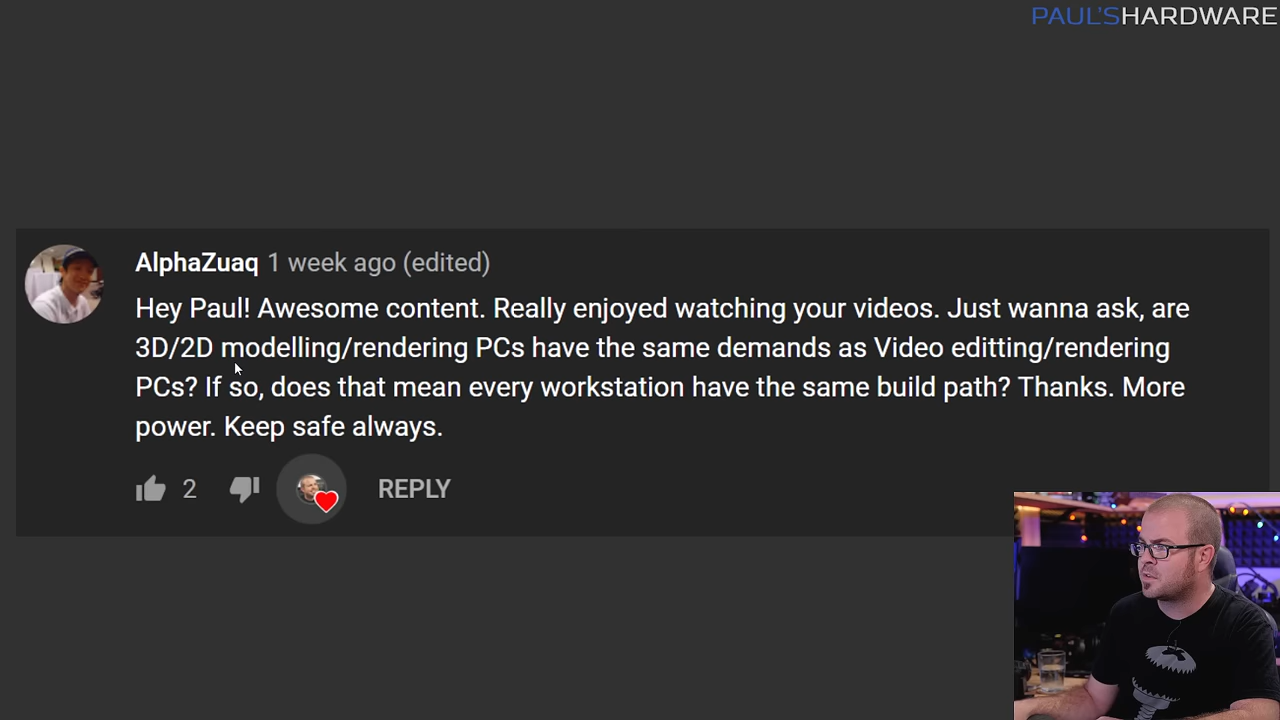 PAUL'SHARDWARE
AlphaZuaq 1 week ago (edited)
Hey Paul! Awesome content. Really enjoyed watching your videos. Just wanna ask, are
3D/2D modelling/rendering PCs have the same demands as Video editting/rendering
PCs? If so, does that mean every workstation have the same build path? Thanks. More
power. Keep safe always.
2 REPLY